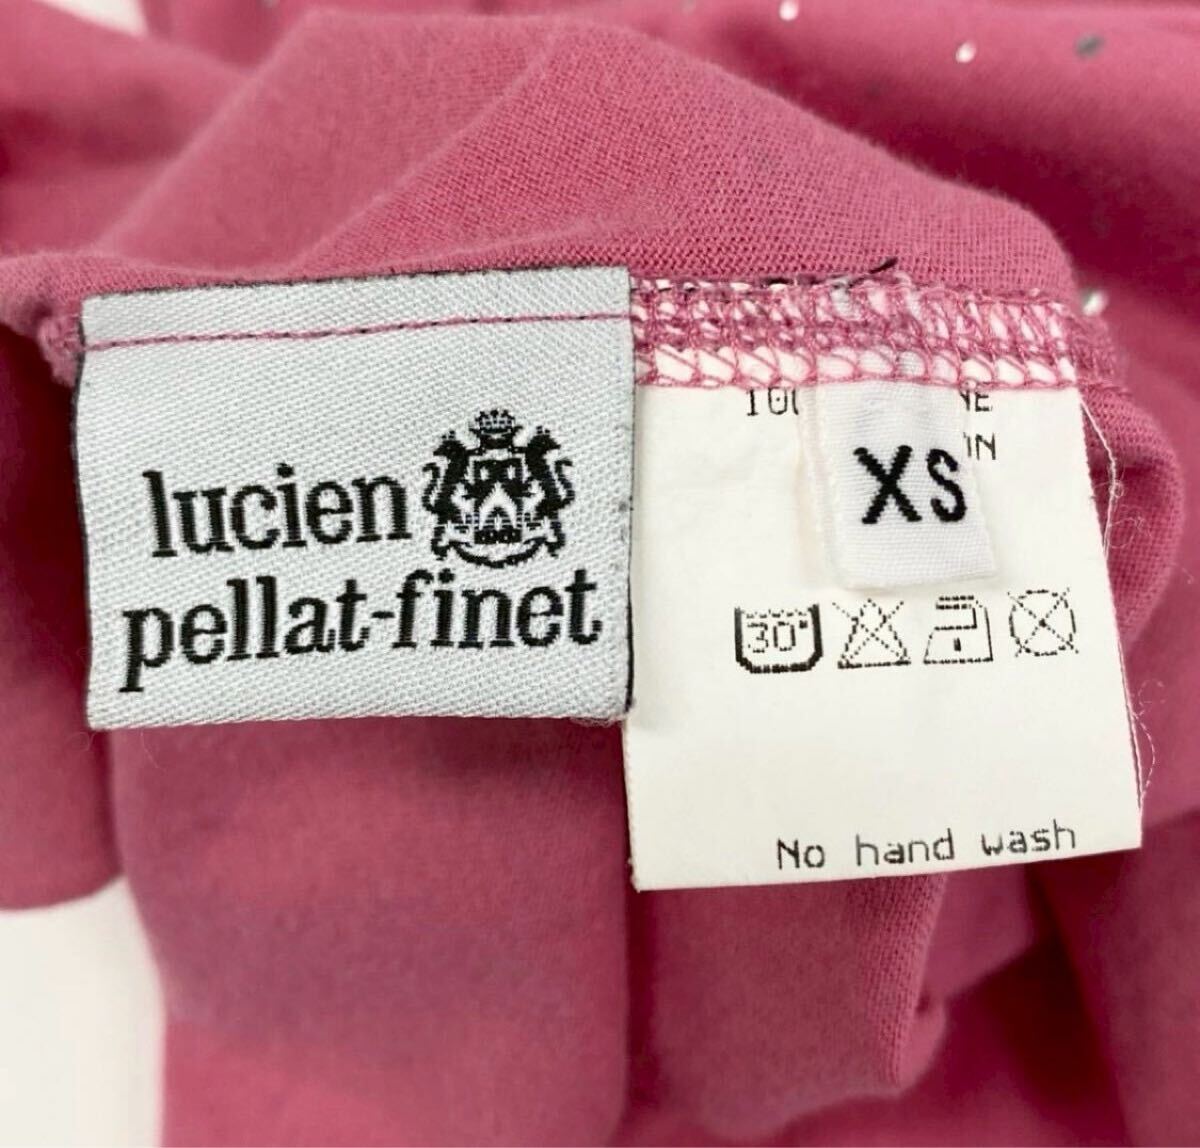 lucien
pellat-finet
XS
30°
No hand wash